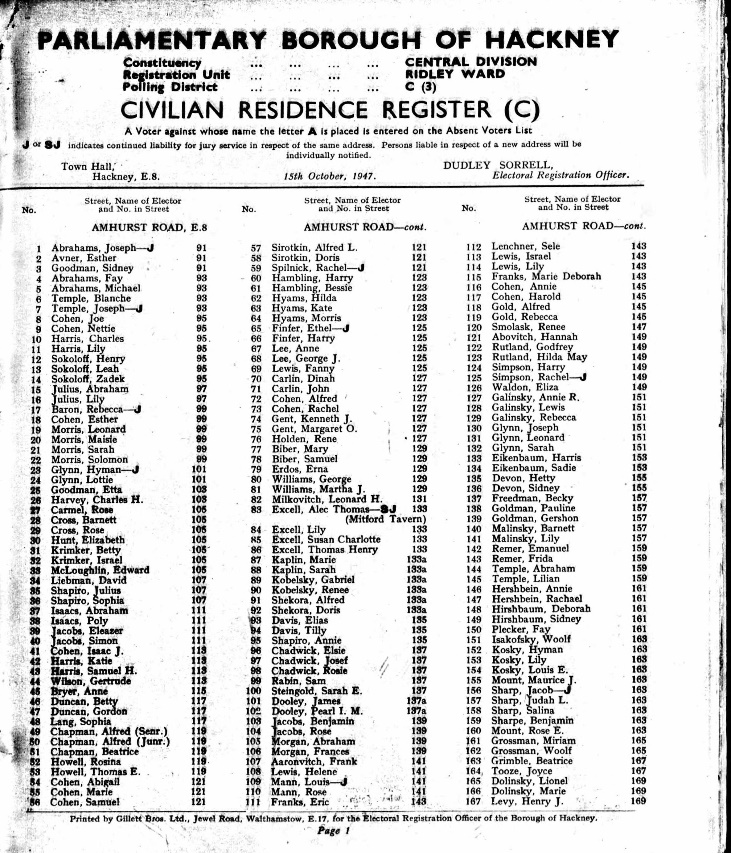 PARLIAMENTARY BOROUGH OF HACKNEY
Constituency ... ... ... ... CENTRAL DIVISION
Registration Unit ... ... ... ... RIDLEY WARD
Polling District ... ... ... ... C (3)
CIVILIAN RESIDENCE REGISTER (C)
A Voter against whose name the letter A is placed is entered on the Absent Voters List
J or SJ indicates continued liability for jury service in respect of the same address. Persons liable in respect of a new address will be
individually notified.
Town Hall,
Hackney, E.8.
15th October, 1947.
DUDLEY SORRELL,
Electoral Registration Officer.
No. Street, Name of Elector and No. in Street
AMHURST ROAD, E.8
1 Abrahams, Joseph—J 91
2 Avner, Esther 91
3 Goodman, Sidney 91
4 Abrahams, Fay 93
5 Abrahams, Michael 93
6 Temple, Blanche 93
7 Temple, Joseph—J 93
8 Cohen, Joe 95
9 Cohen, Nettie 95
10 Harris, Charles 95
11 Harris, Lily 95
12 Sokoloff, Henry 95
13 Sokoloff, Leah 95
14 Sokoloff, Zadek 95
15 Julius, Abraham 97
16 Julius, Lily 97
17 Baron, Rebecca—J 99
18 Cohen, Esther 99
19 Morris, Leonard 99
20 Morris, Maisie 99
21 Morris, Sarah 99
22 Morris, Solomon 99
23 Glynn, Hyman—J 101
24 Glynn, Lottie 101
25 Goodman, Etta 103
26 Harvey, Charles H. 103
27 Carmel, Rose 105
28 Cross, Barnett 105
29 Cross, Rose 105
30 Hunt, Elizabeth 105
31 Krimker, Betty 105
32 Krimker, Israel 105
33 McLoughlin, Edward 105
34 Liebman, David 107
35 Shapiro, Julius 107
36 Shapiro, Sophia 107
37 Isaacs, Abraham 111
38 Isaacs, Poly 111
39 Jacobs, Eleazer 111
40 Jacobs, Simon 111
41 Cohen, Isaac J. 113
42 Harris, Katie 113
43 Harris, Samuel H. 113
44 Wilson, Gertrude 113
45 Bryer, Anne 115
46 Duncan, Betty 117
47 Duncan, Gordon 117
48 Lang, Sophia 117
49 Chapman, Alfred (Senr.) 119
50 Chapman, Alfred (Junr.) 119
51 Chapman, Beatrice 119
52 Howell, Rosina 119
53 Howell, Thomas E. 119
54 Cohen, Abigail 121
55 Cohen, Marie 121
56 Cohen, Samuel 121
No. Street, Name of Elector and No. in Street
AMHURST ROAD—cont.
57 Sirotkin, Alfred L. 121
58 Sirotkin, Doris 121
59 Spilnick, Rachel—J 121
60 Hambling, Harry 123
61 Hambling, Bessie 123
62 Hyams, Hilda 123
63 Hyams, Kate 123
64 Hyams, Morris 123
65 Finfer, Ethel—J 125
66 Finfer, Harry 125
67 Lee, Anne 125
68 Lee, George J. 125
69 Lewis, Fanny 125
70 Carlin, Dinah 127
71 Carlin, John 127
72 Cohen, Alfred 127
73 Cohen, Rachel 127
74 Gent, Kenneth J. 127
75 Gent, Margaret O. 127
76 Holden, Rene 127
77 Biber, Mary 129
78 Biber, Samuel 129
79 Erdos, Erna 129
80 Williams, George 129
81 Williams, Martha J. 129
82 Milkovitch, Leonard H. 131
83 Excell, Alec Thomas—SJ 133
(Mitford Tavern)
84 Excell, Lily 133
85 Excell, Susan Charlotte 133
86 Excell, Thomas Henry 133
87 Kaplin, Marie 133a
88 Kaplin, Sarah 133a
89 Kobelsky, Gabriel 133a
90 Kobelsky, Renee 133a
91 Shekora, Alfred 133a
92 Shekora, Doris 133a
93 Davis, Elias 135
94 Davis, Tilly 135
95 Shapiro, Annie 135
96 Chadwick, Elsie 137
97 Chadwick, Josef 137
98 Chadwick, Rosie 137
99 Rabin, Sam 137
100 Steingold, Sarah E. 137
101 Dooley, James 137a
102 Dooley, Pearl I. M. 137a
103 Jacobs, Benjamin 139
104 Jacobs, Rose 139
105 Morgan, Abraham 139
106 Morgan, Frances 139
107 Aaronvitch, Frank 141
108 Lewis, Helene 141
109 Mann, Louis—J 141
110 Mann, Rose 141
111 Franks, Eric 143
No. Street, Name of Elector and No. in Street
AMHURST ROAD—cont.
112 Lenchner, Sele 143
113 Lewis, Israel 143
114 Lewis, Lily 143
115 Franks, Marie Deborah 143
116 Cohen, Annie 145
117 Cohen, Harold 145
118 Gold, Alfred 145
119 Gold, Rebecca 145
120 Smolask, Renee 147
121 Abovitch, Hannah 149
122 Rutland, Godfrey 149
123 Rutland, Hilda May 149
124 Simpson, Harry 149
125 Simpson, Rachel—J 149
126 Waldon, Eliza 149
127 Galinsky, Annie R. 151
128 Galinsky, Lewis 151
129 Galinsky, Rebecca 151
130 Glynn, Joseph 151
131 Glynn, Leonard 151
132 Glynn, Sarah 151
133 Eikenbaum, Harris 153
134 Eikenbaum, Sadie 153
135 Devon, Hetty 155
136 Devon, Sidney 155
137 Freedman, Becky 157
138 Goldman, Pauline 157
139 Goldman, Gershon 157
140 Malinsky, Barnett 157
141 Malinsky, Lily 157
142 Remer, Emanuel 159
143 Remer, Frida 159
144 Temple, Abraham 159
145 Temple, Lilian 159
146 Hershbein, Annie 161
147 Hershbein, Rachael 161
148 Hirshbaum, Deborah 161
149 Hirshbaum, Sidney 161
150 Plecker, Fay 161
151 Isakofsky, Woolf 163
152 Kosky, Hyman 163
153 Kosky, Lily 163
154 Kosky, Louis E. 163
155 Mount, Maurice J. 163
156 Sharp, Jacob—J 163
157 Sharp, Judah L. 163
158 Sharp, Salina 163
159 Sharpe, Benjamin 163
160 Mount, Rose E. 163
161 Grossman, Miriam 165
162 Grossman, Woolf 165
163 Grimble, Beatrice 167
164 Tooze, Joyce 167
165 Dolinsky, Lionel 169
166 Dolinsky, Marie 169
167 Levy, Henry J. 169
Printed by Gillett Bros. Ltd., Jewel Road, Walthamstow, E.17, for the Electoral Registration Officer of the Borough of Hackney.
Page 1